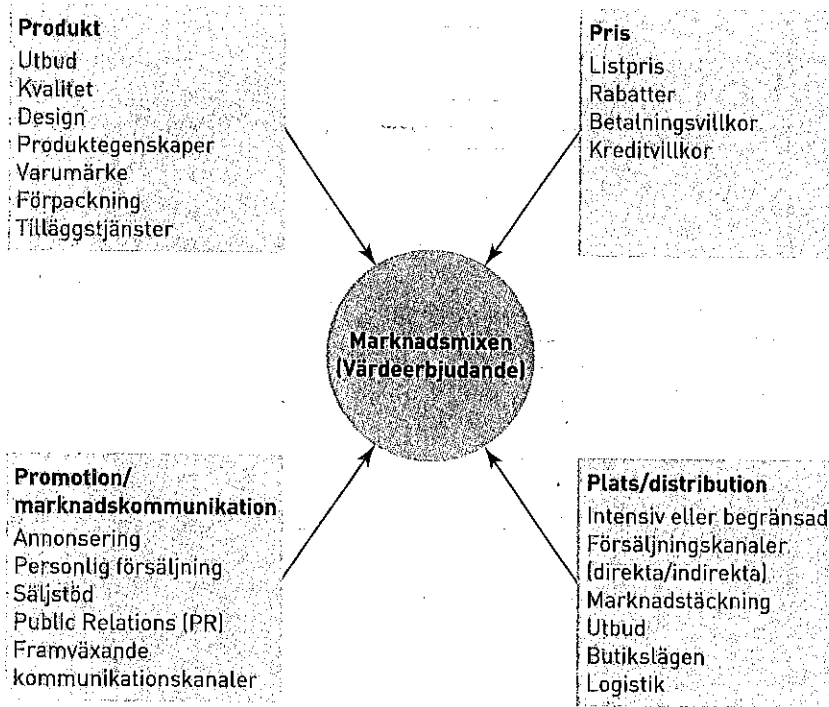 Produkt
Utbud
Kvalitet
Design
Produktegenskaper
Varumärke
Förpackning
Tilläggstjänster
Pris
Listpris
Rabatter
Betalningsvillkor
Kreditvillkor
Marknadsmixen
(Värdeerbjudande)
Promotion/
marknadskommunikation
Annonsering
Personlig försäljning
Säljstöd
Public Relations (PR)
Framväxande
kommunikationskanaler
Plats/distribution
Intensiv eller begränsad
Försäljningskanaler
(direkta/indirekta)
Marknadstäckning
Utbud
Butikslägen
Logistik